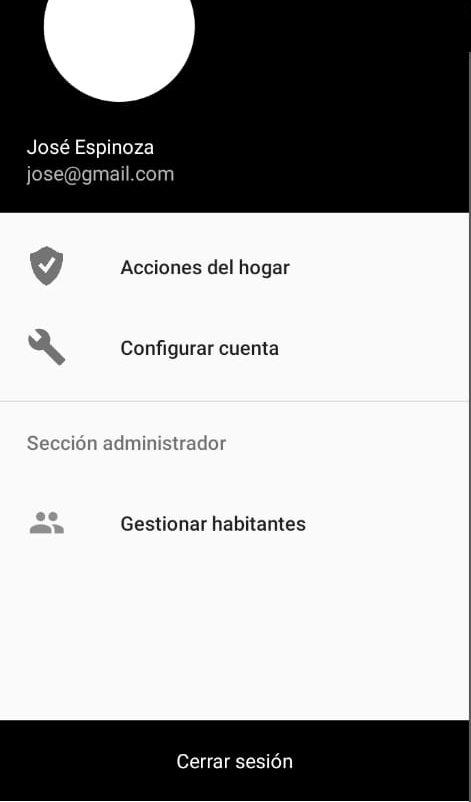 José Espinoza
jose@gmail.com
Acciones del hogar
Configurar cuenta
Sección administrador
Gestionar habitantes
Cerrar sesión